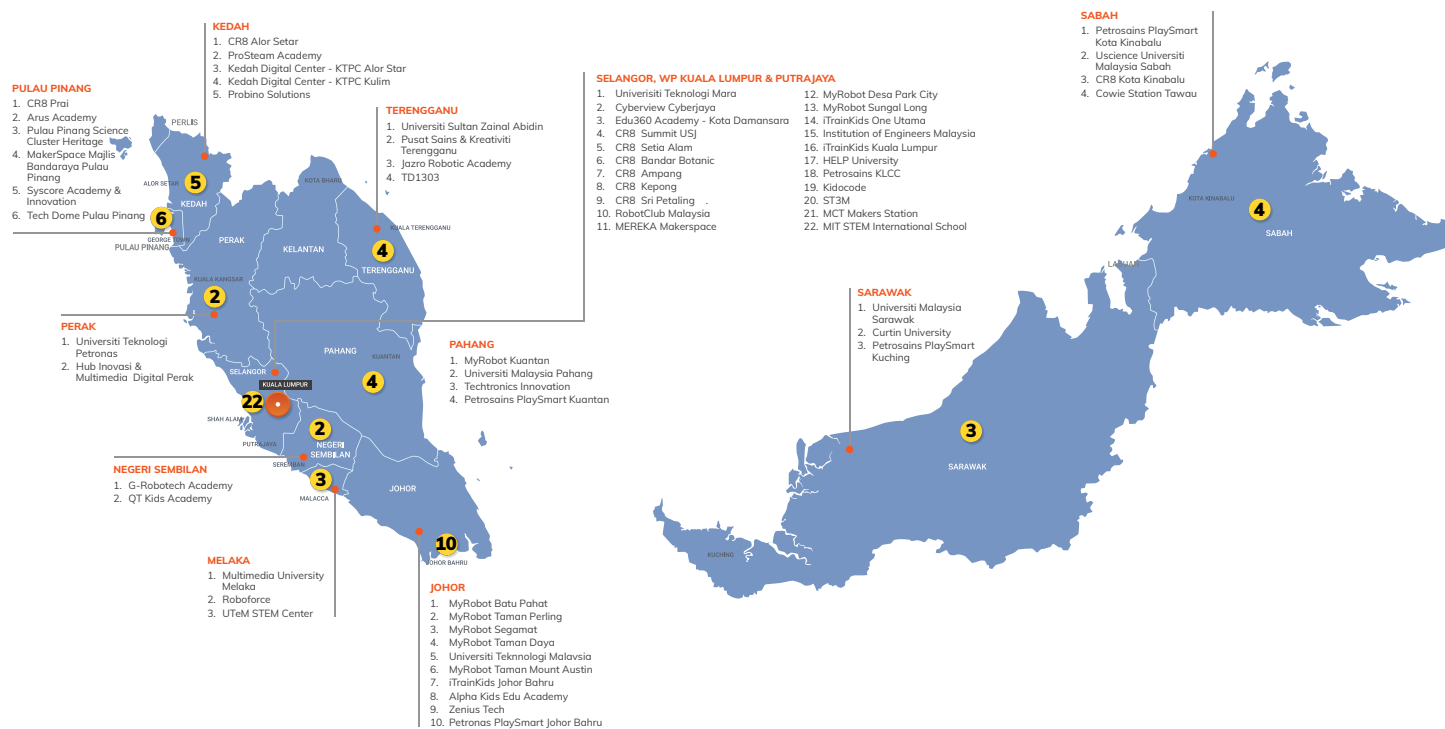 KEDAH
1. CR8 Alor Setar
2. ProSteam Academy
3. Kedah Digital Center - KTPC Alor Star
4. Kedah Digital Center - KTPC Kulim
5. Probino Solutions
PULAU PINANG
1. CR8 Prai
2. Arus Academy
3. Pulau Pinang Science
Cluster Heritage
4. MakerSpace Majlis
Bandaraya Pulau
Pinang
5. Syscore Academy &
Innovation
6. Tech Dome Pulau Pinang
TERENGGANU
1. Universiti Sultan Zainal Abidin
2. Pusat Sains & Kreativiti
Terengganu
3. Jazro Robotic Academy
4. TD1303
SELANGOR, WP KUALA LUMPUR & PUTRAJAYA
1. Univerisiti Teknologi Mara
2. Cyberview Cyberjaya
3. Edu360 Academy - Kota Damansara
4. CR8 Summit USJ
5. CR8 Setia Alam
6. CR8 Bandar Botanic
7. CR8 Ampang
8. CR8 Kepong
9. CR8 Sri Petaling .
10. RobotClub Malaysia
11. MEREKA Makerspace
12. MyRobot Desa Park City
13. MyRobot Sungal Long
14. iTrainKids One Utama
15. Institution of Engineers Malaysia
16. iTrainKids Kuala Lumpur
17. HELP University
18. Petrosains KLCC
19. Kidocode
20. ST3M
21. MCT Makers Station
22. MIT STEM International School
SABAH
1. Petrosains PlaySmart
Kota Kinabalu
2. Uscience Universiti
Malaysia Sabah
3. CR8 Kota Kinabalu
4. Cowie Station Tawau
SARAWAK
1. Universiti Malaysia
Sarawak
2. Curtin University
3. Petrosains PlaySmart
Kuching
PERAK
1. Universiti Teknologi
Petronas
2. Hub Inovasi &
Multimedia Digital Perak
PAHANG
1. MyRobot Kuantan
2. Universiti Malaysia Pahang
3. Techtronics Innovation
4. Petrosains PlaySmart Kuantan
NEGERI SEMBILAN
1. G-Robotech Academy
2. QT Kids Academy
MELAKA
1. Multimedia University
Melaka
2. Roboforce
3. UTeM STEM Center
JOHOR
1. MyRobot Batu Pahat
2. MyRobot Taman Perling
3. MyRobot Segamat
4. MyRobot Taman Daya
5. Universiti Teknnologi Malavsia
6. MyRobot Taman Mount Austin
7. iTrainKids Johor Bahru
8. Alpha Kids Edu Academy
9. Zenius Tech
10. Petronas PlaySmart Johor Bahru
PERLIS
ALOR SETAR
5
KEDAH
6
GEORGE TOWN
PULAU PINANG
PERAK
KOTA BHARU
KELANTAN
KUALA TERENGGANU
4
TERENGGANU
KUALA KANGSAR
2
PAHANG
KUANTAN
4
SELANGOR
KUALA LUMPUR
22
SHAH ALAM
PUTRAJAYA
2
NEGERI
SEMBILAN
SEREMBAN
3
MALACCA
JOHOR
10
JOHOR BAHRU
KOTA KINABALU
4
SABAH
LABUAN
3
SARAWAK
KUCHING